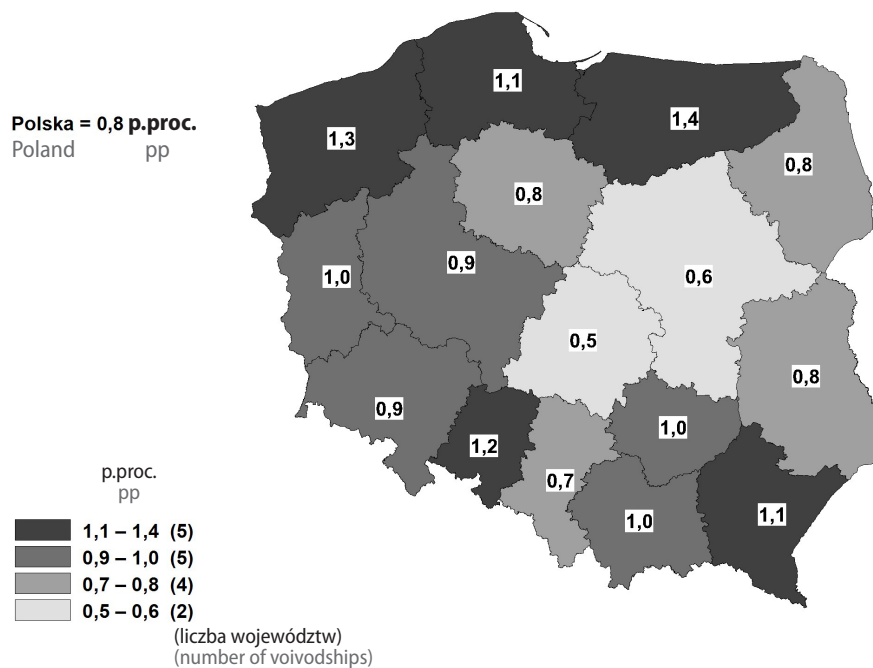 1,1
1,4
Polska = 0,8 p.proc.
Poland pp
1,3
0,8
0,8
0,9
1,0
0,6
0,5
0,8
0,9
1,0
1,2
0,7
1,0
1,1
p.proc.
pp
1,1 – 1,4 (5)
0,9 – 1,0 (5)
0,7 – 0,8 (4)
0,5 – 0,6 (2)
(liczba województw)
(number of voivodships)